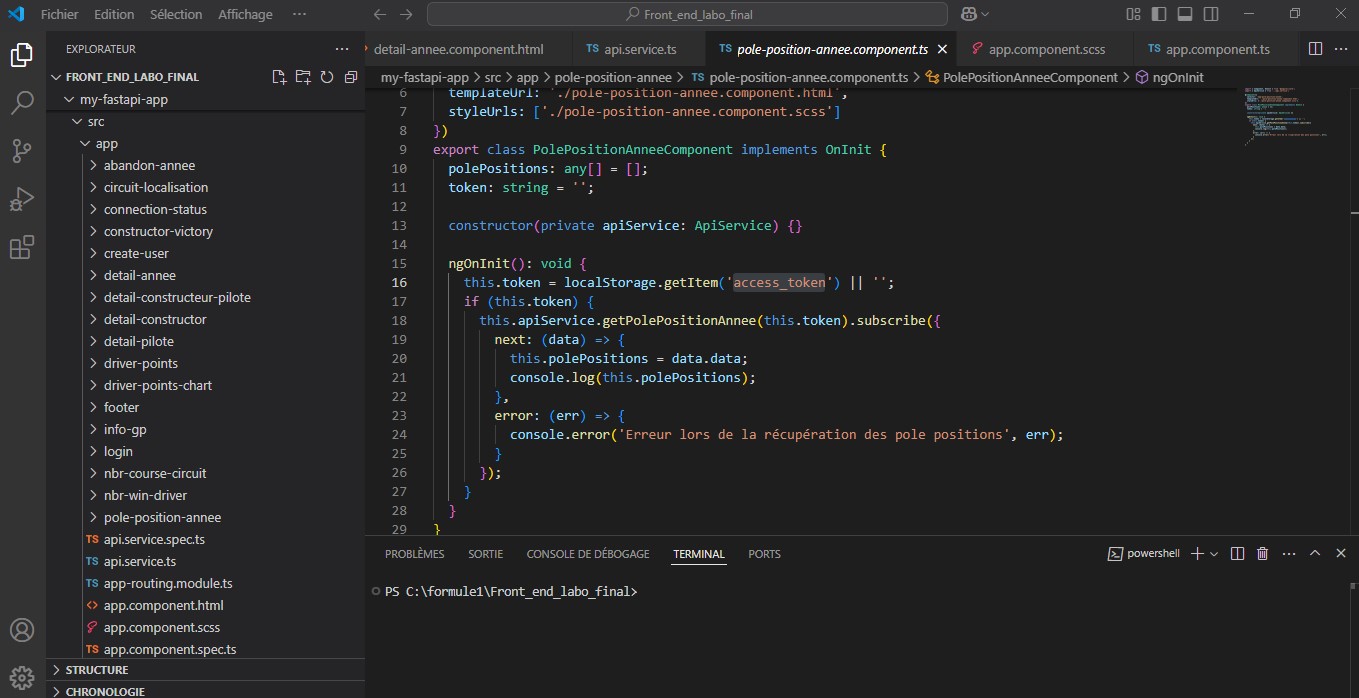 Fichier Edition Sélection Affichage ··· Front_end_labo_final
EXPLORATEUR ···
FRONT_END_LABO_FINAL
my-fastapi-app
src
app
abandon-annee
circuit-localisation
connection-status
constructor-victory
create-user
detail-annee
detail-constructeur-pilote
detail-constructor
detail-pilote
driver-points
driver-points-chart
footer
info-gp
login
nbr-course-circuit
nbr-win-driver
pole-position-annee
TS api.service.spec.ts
TS api.service.ts
TS app-routing.module.ts
<> app.component.html
app.component.scss
TS app.component.spec.ts
STRUCTURE
CHRONOLOGIE
detail-annee.component.html TS api.service.ts TS pole-position-annee.component.ts app.component.scss TS app.component.ts ···
my-fastapi-app > src > app > pole-position-annee > TS pole-position-annee.component.ts > PolePositionAnneeComponent > ngOnInit
6 templateUrl: './pole-position-annee.component.html',
7 styleUrls: ['./pole-position-annee.component.scss']
8 })
9 export class PolePositionAnneeComponent implements OnInit {
10 polePositions: any[] = [];
11 token: string = '';
12
13 constructor(private apiService: ApiService) {}
14
15 ngOnInit(): void {
16 this.token = localStorage.getItem('access_token') || '';
17 if (this.token) {
18 this.apiService.getPolePositionAnnee(this.token).subscribe({
19 next: (data) => {
20 this.polePositions = data.data;
21 console.log(this.polePositions);
22 },
23 error: (err) => {
24 console.error('Erreur lors de la récupération des pole positions', err);
25 }
26 });
27 }
28 }
29 }
PROBLÈMES SORTIE CONSOLE DE DÉBOGAGE TERMINAL PORTS powershell ···
PS C:\formule1\Front_end_labo_final>